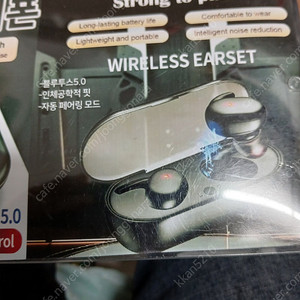 폰
Strong to
Long-lasting battery life
Comfortable to wear
Lightweight and portable
Intelligent noise reduction
WIRELESS EARSET
-블루투스5.0
-인체공학적 핏
-자동 페어링 모드
5.0
rol